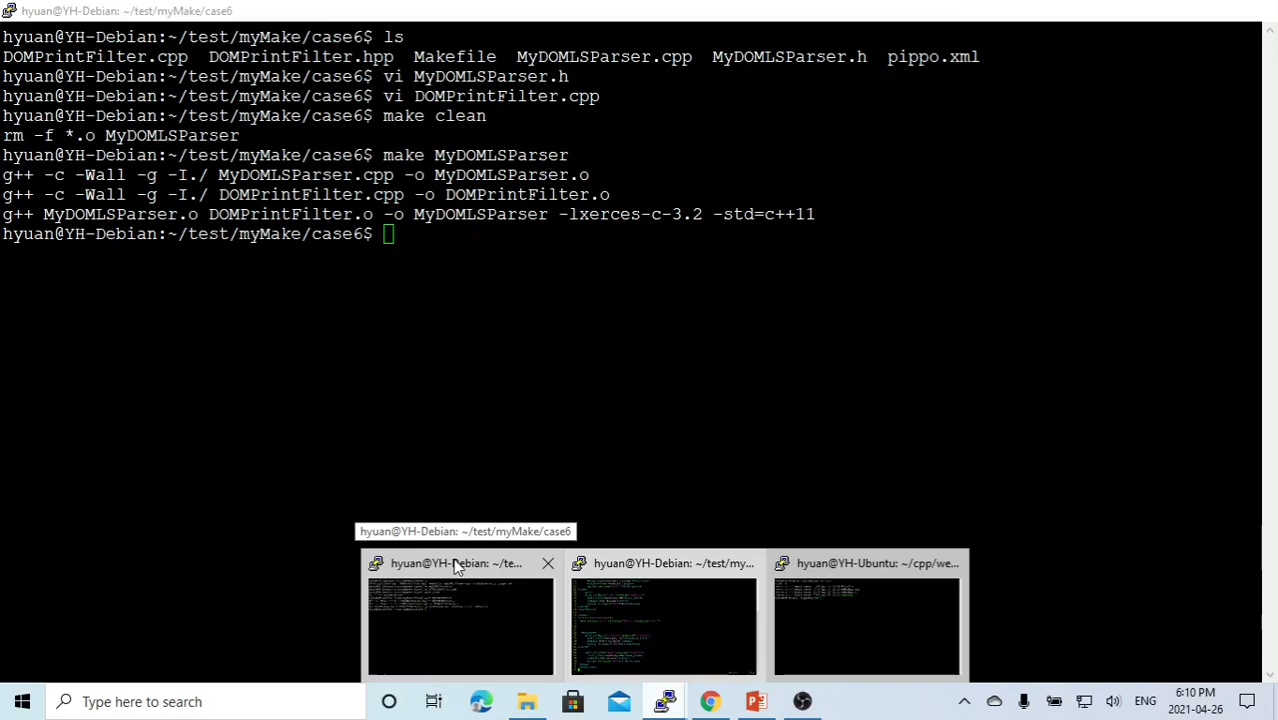 hyuan@YH-Debian: ~/test/myMake/case6
hyuan@YH-Debian:~/test/myMake/case6$ ls
DOMPrintFilter.cpp  DOMPrintFilter.hpp  Makefile  MyDOMLSParser.cpp  MyDOMLSParser.h  pippo.xml
hyuan@YH-Debian:~/test/myMake/case6$ vi MyDOMLSParser.h
hyuan@YH-Debian:~/test/myMake/case6$ vi DOMPrintFilter.cpp
hyuan@YH-Debian:~/test/myMake/case6$ make clean
rm -f *.o MyDOMLSParser
hyuan@YH-Debian:~/test/myMake/case6$ make MyDOMLSParser
g++ -c -Wall -g -I./ MyDOMLSParser.cpp -o MyDOMLSParser.o
g++ -c -Wall -g -I./ DOMPrintFilter.cpp -o DOMPrintFilter.o
g++ MyDOMLSParser.o DOMPrintFilter.o -o MyDOMLSParser -lxerces-c-3.2 -std=c++11
hyuan@YH-Debian:~/test/myMake/case6$
hyuan@YH-Debian: ~/test/myMake/case6
hyuan@YH-Debian: ~/te...
hyuan@YH-Debian: ~/test/my...
hyuan@YH-Ubuntu: ~/cpp/we...
Type here to search
ENG
6:10 PM
2021-04-26